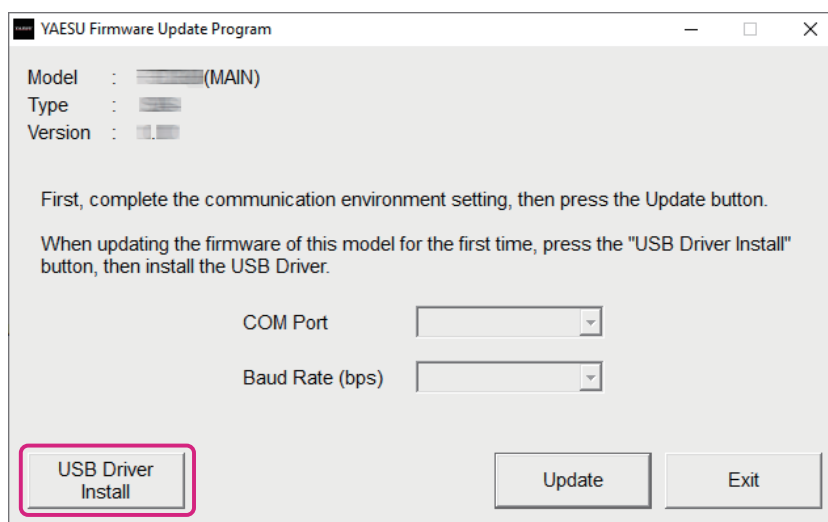 YAESU Firmware Update Program
Model : (MAIN)
Type :
Version : .
First, complete the communication environment setting, then press the Update button.
When updating the firmware of this model for the first time, press the "USB Driver Install"
button, then install the USB Driver.
COM Port
Baud Rate (bps)
USB Driver
Install
Update
Exit